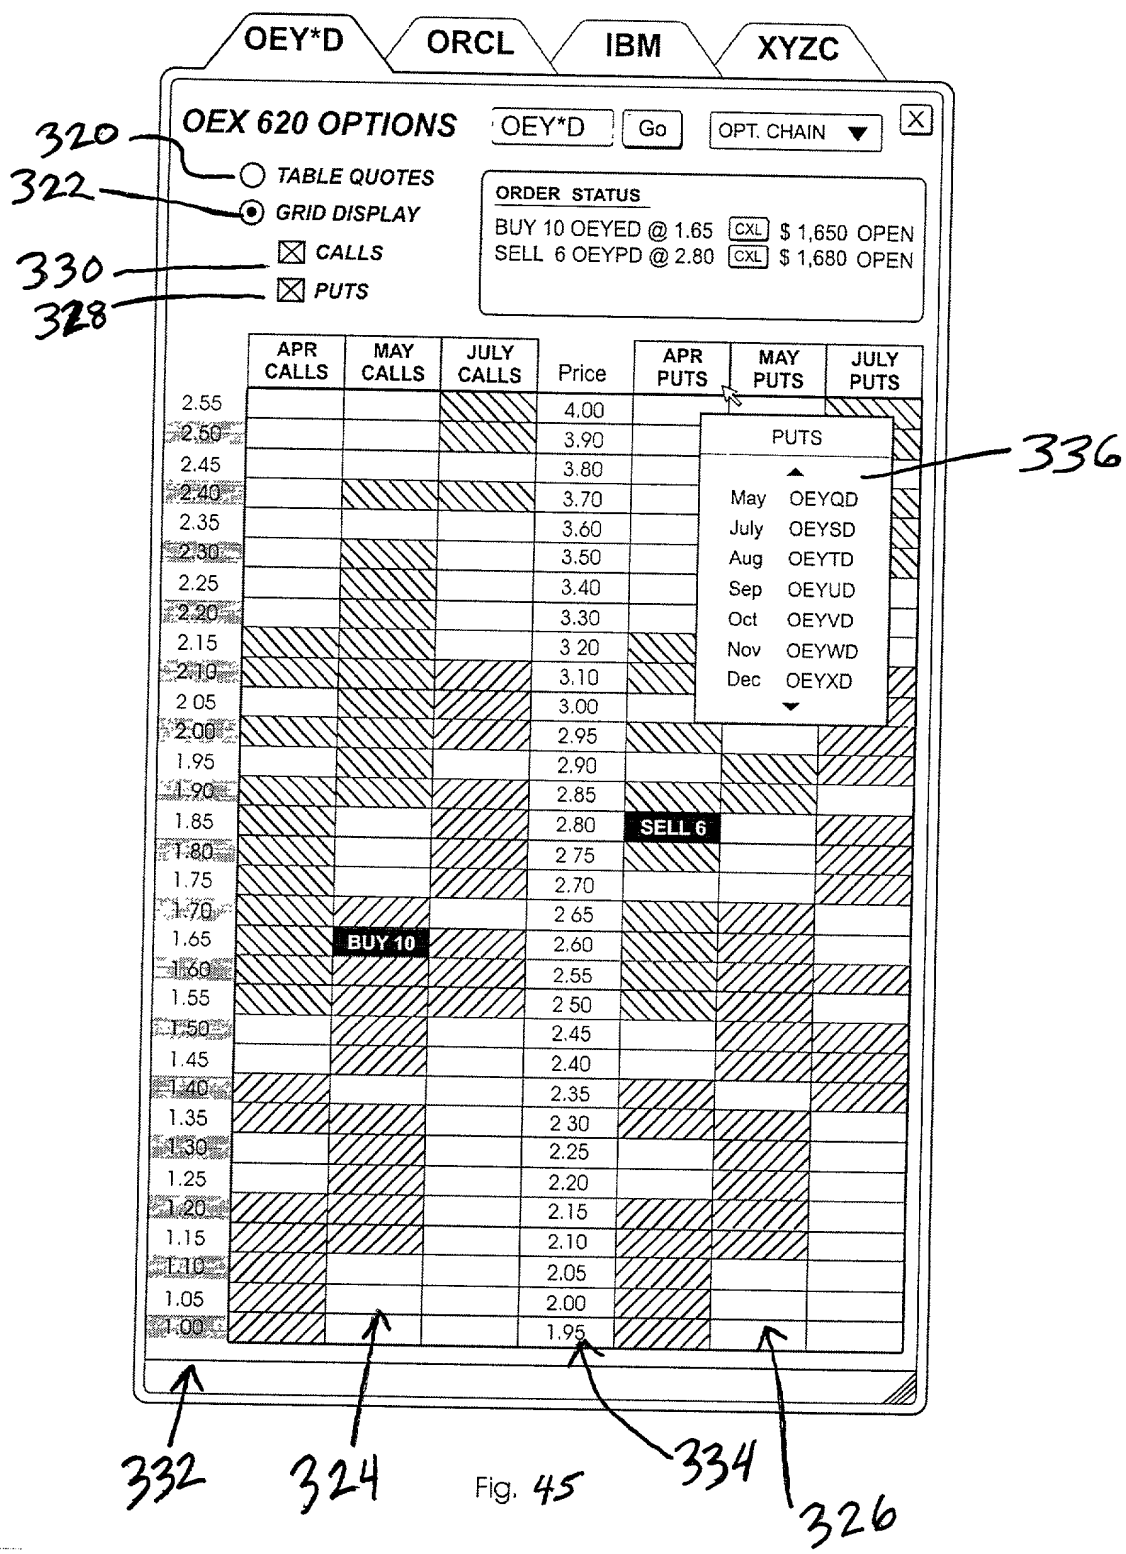 OEY*D ORCL IBM XYZC
OEX 620 OPTIONS OEY*D Go OPT. CHAIN X
320
TABLE QUOTES
322
GRID DISPLAY
330
CALLS
328
PUTS
ORDER STATUS
BUY 10 OEYED @ 1.65 CXL $ 1,650 OPEN
SELL 6 OEYPD @ 2.80 CXL $ 1,680 OPEN
APR CALLS MAY CALLS JULY CALLS Price APR PUTS MAY PUTS JULY PUTS
2.55 4.00
2.50 3.90
2.45 3.80
2.40 3.70
2.35 3.60
2.30 3.50
2.25 3.40
2.20 3.30
2.15 3 20
2.10 3.10
2 05 3.00
2.00 2.95
1.95 2.90
1.90 2.85
1.85 2.80 SELL 6
1.80 2 75
1.75 2.70
1.70 2 65
1.65 BUY 10 2.60
1.60 2.55
1.55 2 50
1.50 2.45
1.45 2.40
1.40 2.35
1.35 2 30
1.30 2.25
1.25 2.20
1.20 2.15
1.15 2.10
1.10 2.05
1.05 2.00
1.00 1.95
PUTS
May OEYQD
July OEYSD
Aug OEYTD
Sep OEYUD
Oct OEYVD
Nov OEYWD
Dec OEYXD
336
332 324 334 326
Fig. 45